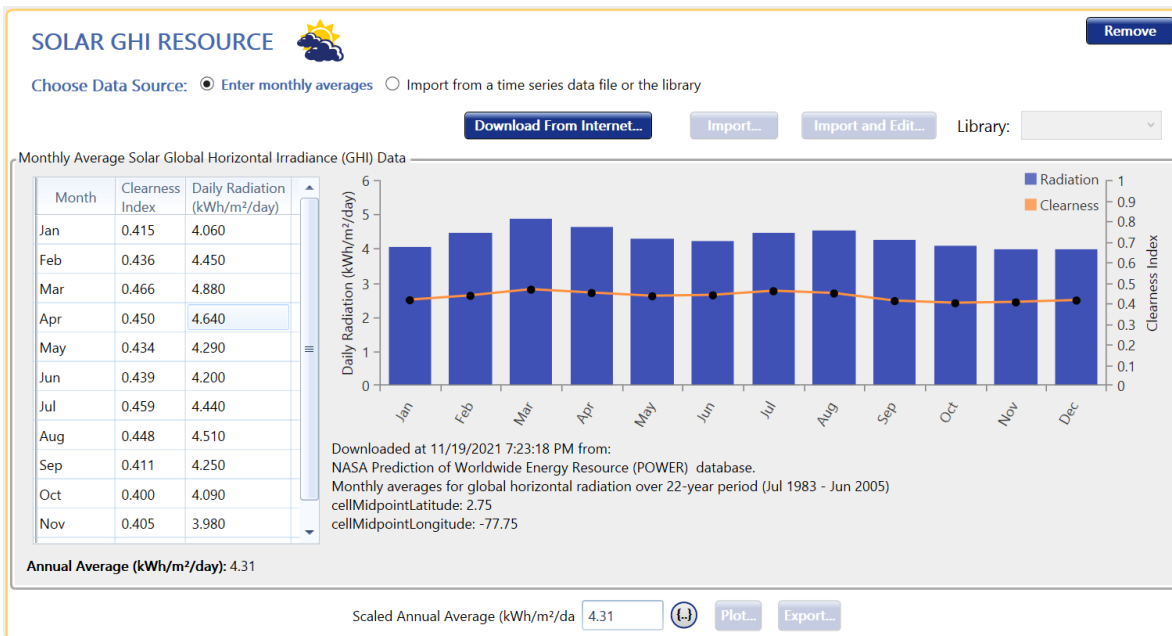 SOLAR GHI RESOURCE
Remove
Choose Data Source: Enter monthly averages Import from a time series data file or the library
Download From Internet... Import... Import and Edit... Library:
Monthly Average Solar Global Horizontal Irradiance (GHI) Data
Month Clearness Index Daily Radiation (kWh/m²/day)
Jan 0.415 4.060
Feb 0.436 4.450
Mar 0.466 4.880
Apr 0.450 4.640
May 0.434 4.290
Jun 0.439 4.200
Jul 0.459 4.440
Aug 0.448 4.510
Sep 0.411 4.250
Oct 0.400 4.090
Nov 0.405 3.980
Annual Average (kWh/m²/day): 4.31
Daily Radiation (kWh/m²/day)
6
5
4
3
2
1
0
Radiation
Clearness
1
0.9
0.8
0.7
0.6
0.5
0.4
0.3
0.2
0.1
0
Clearness Index
Jan Feb Mar Apr May Jun Jul Aug Sep Oct Nov Dec
Downloaded at 11/19/2021 7:23:18 PM from:
NASA Prediction of Worldwide Energy Resource (POWER) database.
Monthly averages for global horizontal radiation over 22-year period (Jul 1983 - Jun 2005)
cellMidpointLatitude: 2.75
cellMidpointLongitude: -77.75
Scaled Annual Average (kWh/m²/da 4.31 {..} Plot... Export...